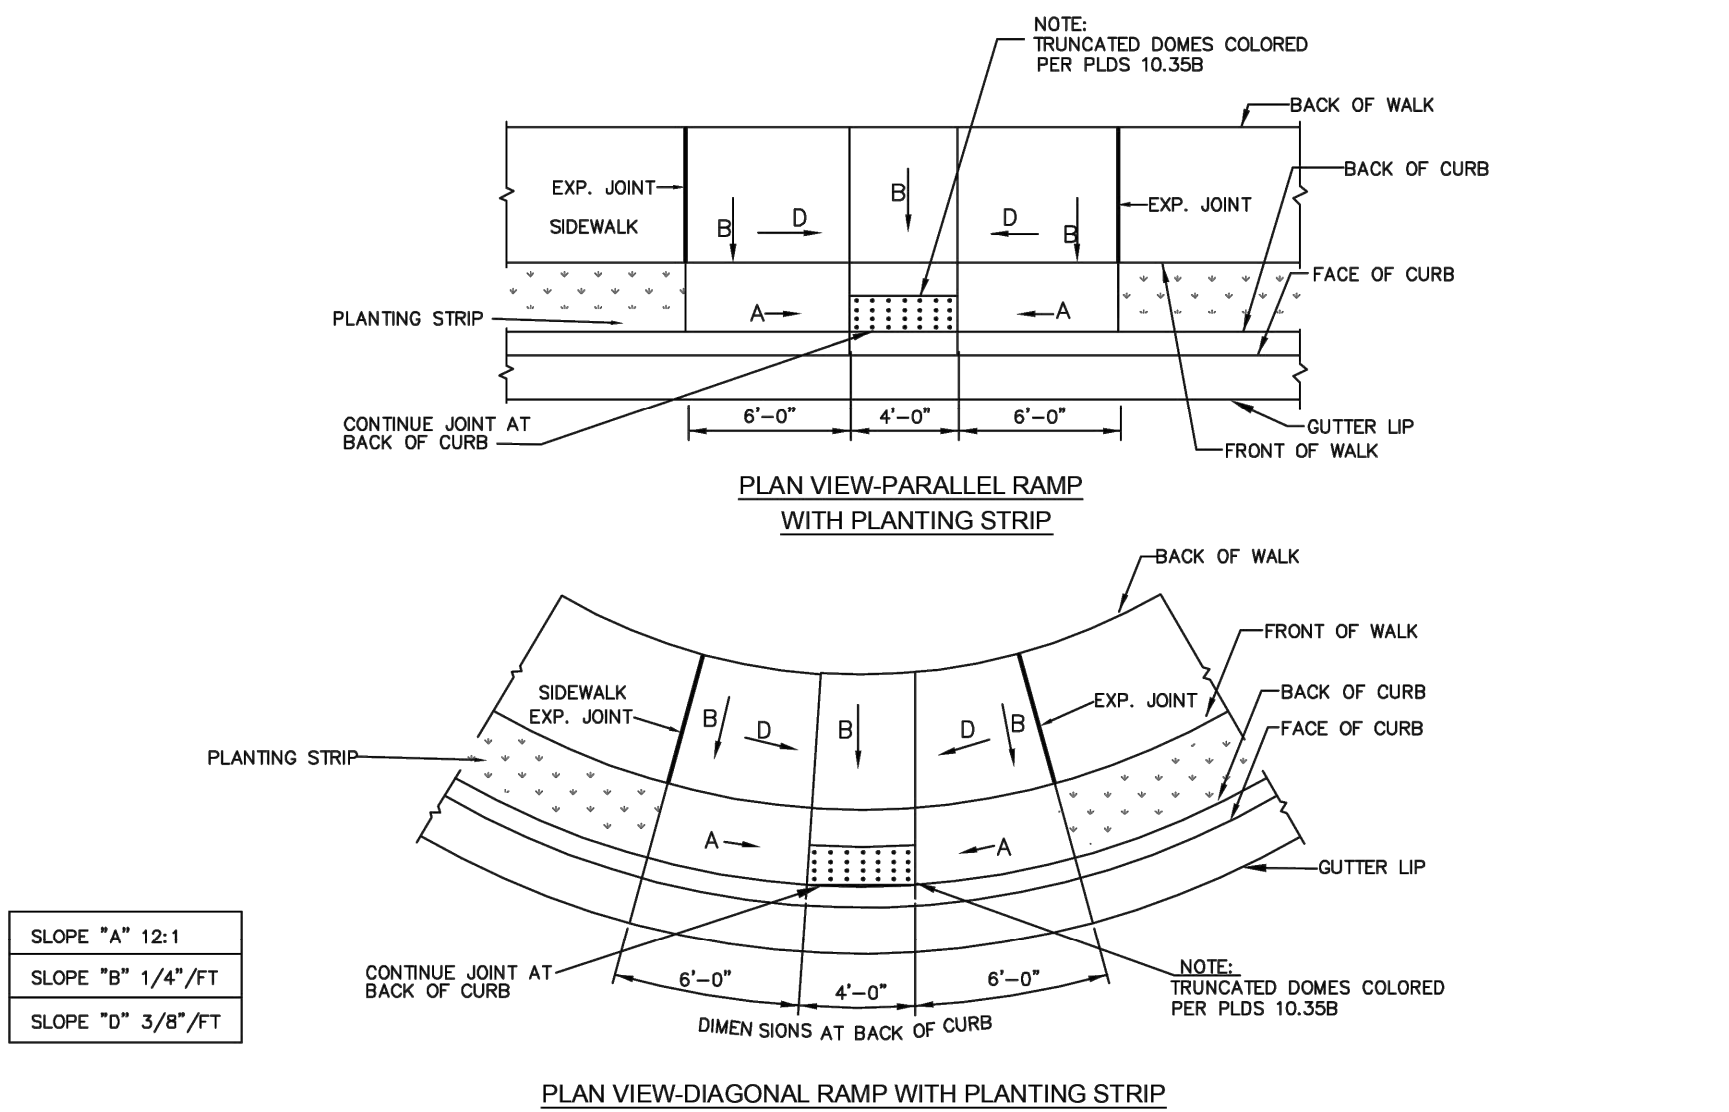 NOTE:
TRUNCATED DOMES COLORED
PER PLDS 10.35B
BACK OF WALK
BACK OF CURB
EXP. JOINT
SIDEWALK
B
D
B
D
B
EXP. JOINT
FACE OF CURB
PLANTING STRIP
A
A
CONTINUE JOINT AT
BACK OF CURB
6'-0"
4'-0"
6'-0"
GUTTER LIP
FRONT OF WALK
PLAN VIEW-PARALLEL RAMP
WITH PLANTING STRIP
BACK OF WALK
FRONT OF WALK
SIDEWALK
EXP. JOINT
B
D
B
D
B
EXP. JOINT
BACK OF CURB
FACE OF CURB
PLANTING STRIP
A
A
GUTTER LIP
SLOPE "A" 12:1
SLOPE "B" 1/4"/FT
SLOPE "D" 3/8"/FT
CONTINUE JOINT AT
BACK OF CURB
6'-0"
4'-0"
6'-0"
DIMENSIONS AT BACK OF CURB
NOTE:
TRUNCATED DOMES COLORED
PER PLDS 10.35B
PLAN VIEW-DIAGONAL RAMP WITH PLANTING STRIP